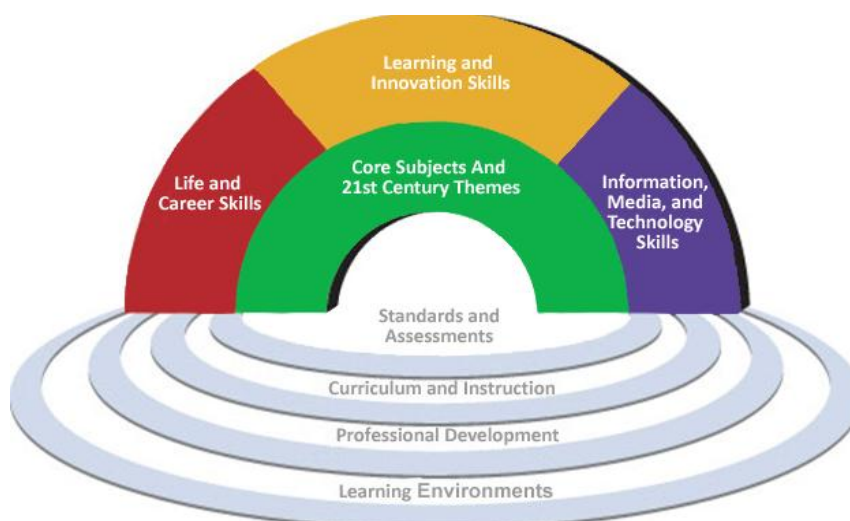 Learning and
Innovation Skills
Life and
Career Skills
Core Subjects And
21st Century Themes
Information,
Media, and
Technology
Skills
Standards and
Assessments
Curriculum and Instruction
Professional Development
Learning Environments